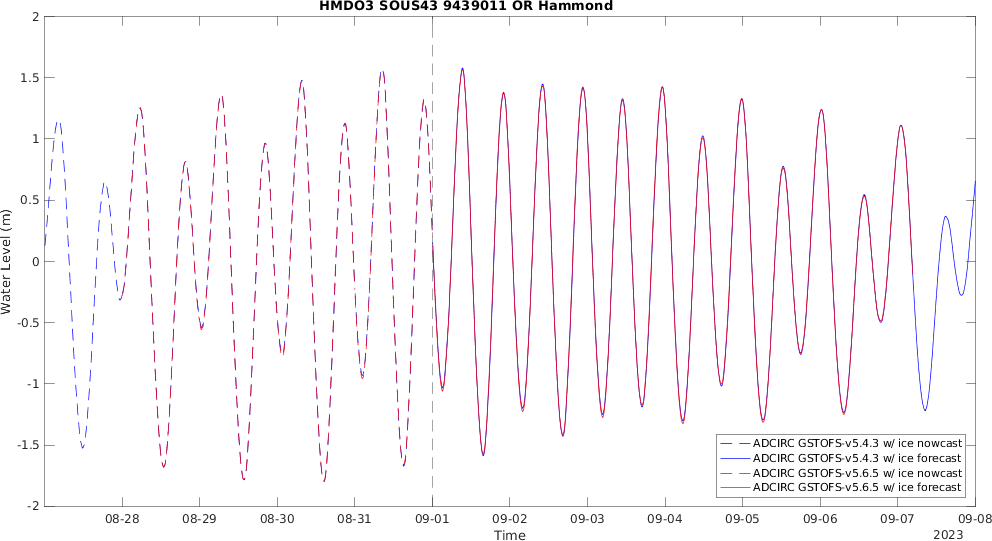 HMDO3 SOUS43 9439011 OR Hammond
2
1.5
1
0.5
0
-0.5
-1
-1.5
-2
Water Level (m)
ADCIRC GSTOFS-v5.4.3 w/ ice nowcast
ADCIRC GSTOFS-v5.4.3 w/ ice forecast
ADCIRC GSTOFS-v5.6.5 w/ ice nowcast
ADCIRC GSTOFS-v5.6.5 w/ ice forecast
08-28 08-29 08-30 08-31 09-01 09-02 09-03 09-04 09-05 09-06 09-07 09-08
Time
2023